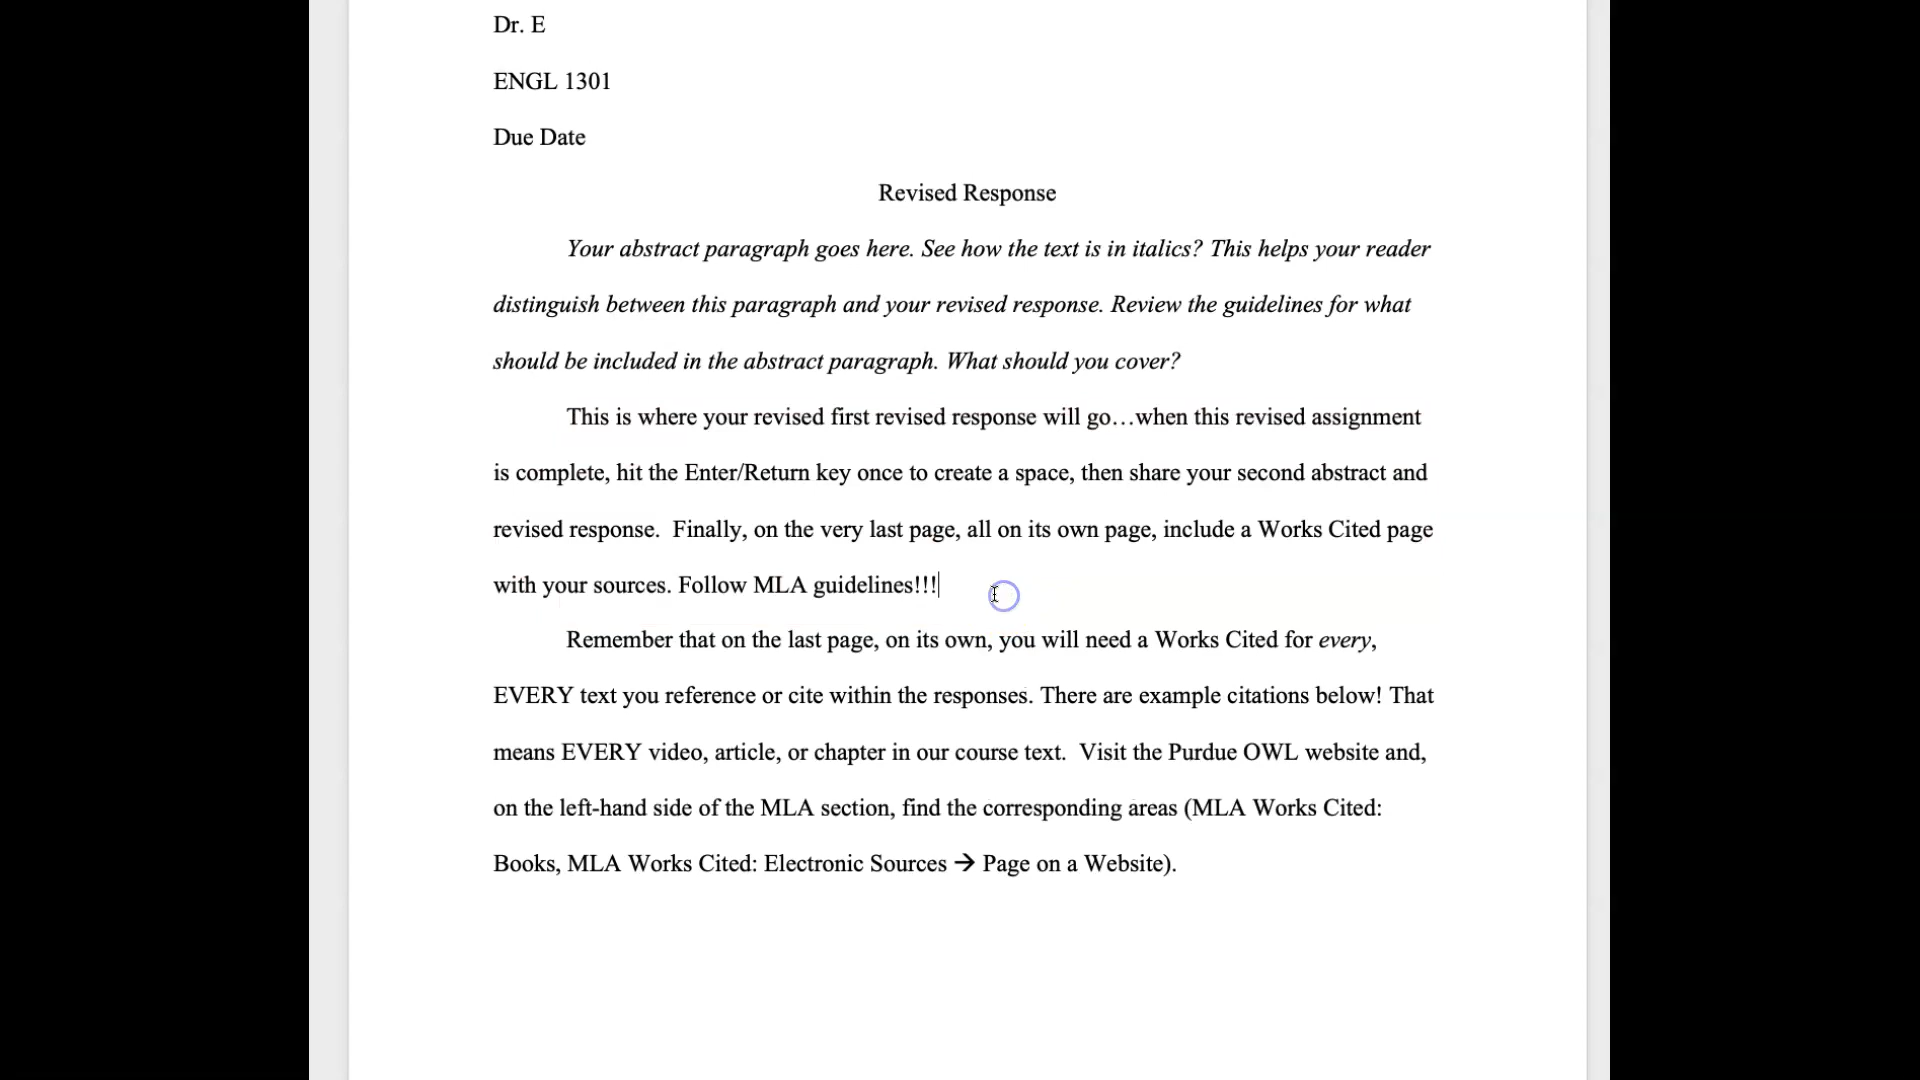 Dr. E
ENGL 1301
Due Date
Revised Response
Your abstract paragraph goes here. See how the text is in italics? This helps your reader
distinguish between this paragraph and your revised response. Review the guidelines for what
should be included in the abstract paragraph. What should you cover?
This is where your revised first revised response will go…when this revised assignment
is complete, hit the Enter/Return key once to create a space, then share your second abstract and
revised response.  Finally, on the very last page, all on its own page, include a Works Cited page
with your sources. Follow MLA guidelines!!!
Remember that on the last page, on its own, you will need a Works Cited for every,
EVERY text you reference or cite within the responses. There are example citations below! That
means EVERY video, article, or chapter in our course text.  Visit the Purdue OWL website and,
on the left-hand side of the MLA section, find the corresponding areas (MLA Works Cited:
Books, MLA Works Cited: Electronic Sources → Page on a Website).